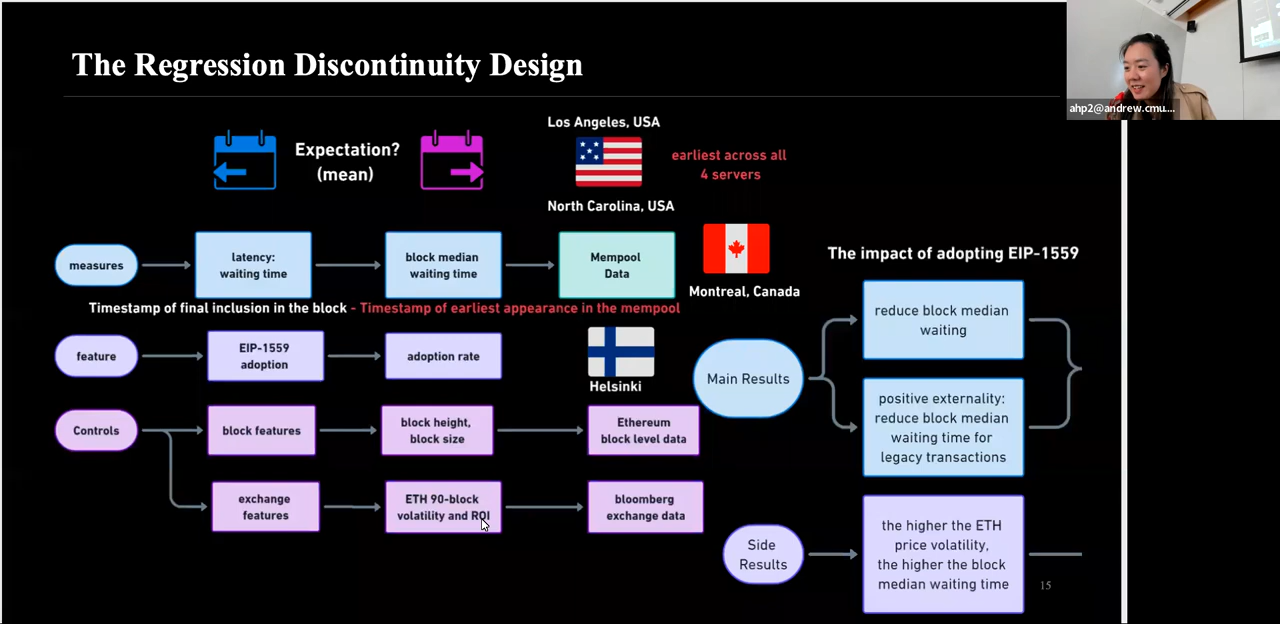 The Regression Discontinuity Design
ahp2@andrew.cmu....
Los Angeles, USA
Expectation?
(mean)
earliest across all
4 servers
North Carolina, USA
measures
latency:
waiting time
block median
waiting time
Mempool
Data
Montreal, Canada
Timestamp of final inclusion in the block - Timestamp of earliest appearance in the mempool
feature
EIP-1559
adoption
adoption rate
Helsinki
Controls
block features
block height,
block size
Ethereum
block level data
exchange
features
ETH 90-block
volatility and ROI
bloomberg
exchange data
The impact of adopting EIP-1559
Main Results
reduce block median
waiting
positive externality:
reduce block median
waiting time for
legacy transactions
Side
Results
the higher the ETH
price volatility,
the higher the block
median waiting time
15